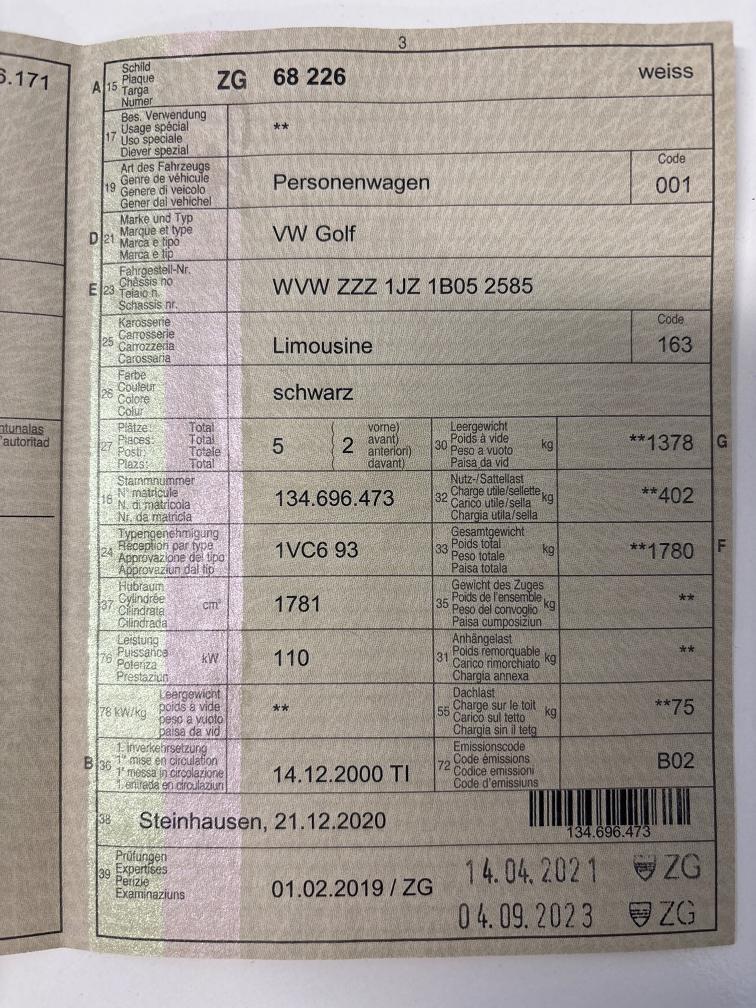 3
6.171
A 15 Schild
Plaque
Targa
Numer
ZG 68 226 weiss
17 Bes. Verwendung
Usage spécial
Uso speciale
Diever spezial
**
19 Art des Fahrzeugs
Genre de véhicule
Genere di veicolo
Gener dal vehichel
Personenwagen
Code
001
D 21 Marke und Typ
Marque et type
Marca e tipo
Marca e tip
VW Golf
E 23 Fahrgestell-Nr.
Châssis no
Telaio n.
Schassis nr.
WVW ZZZ 1JZ 1B05 2585
25 Karosserie
Carrosserie
Carrozzeria
Carossaria
Limousine
Code
163
26 Farbe
Couleur
Colore
Colur
schwarz
ntunalas
'autoritad
27 Plätze: Total
Places: Total
Posti: Totale
Plazs: Total
5
( 2 vorne)
avant)
anteriori)
davant)
30 Leergewicht
Poids à vide
Peso a vuoto
Paisa da vid
kg
**1378 G
18 Stammnummer
N° matricule
N. di matricola
Nr. da matricla
134.696.473
32 Nutz-/Sattellast
Charge utile/sellette
Carico utile/sella
Chargia utila/sella
kg
**402
24 Typengenehmigung
Réception par type
Approvazione del tipo
Approvaziun dal tip
1VC6 93
33 Gesamtgewicht
Poids total
Peso totale
Paisa totala
kg
**1780 F
37 Hubraum
Cylindrée
Cilindrata
Cilindrada
cm³
1781
35 Gewicht des Zuges
Poids de l'ensemble
Peso del convoglio
Paisa cumposiziun
kg
**
76 Leistung
Puissance
Potenza
Prestaziun
kW
110
31 Anhängelast
Poids remorquable
Carico rimorchiato
Chargia annexa
kg
**
78 kW/kg Leergewicht
poids à vide
peso a vuoto
paisa da vid
**
55 Dachlast
Charge sur le toit
Carico sul tetto
Chargia sin il tetg
kg
**75
B 36 1. Inverkehrsetzung
1re mise en circulation
1a messa in circolazione
1. entrada en circulaziun
14.12.2000 TI
72 Emissionscode
Code émissions
Codice emissioni
Code d'emissiuns
B02
38 Steinhausen, 21.12.2020
134.696.473
39 Prüfungen
Expertises
Perizie
Examinaziuns
01.02.2019 / ZG
14.04.2021 ZG
04.09.2023 ZG